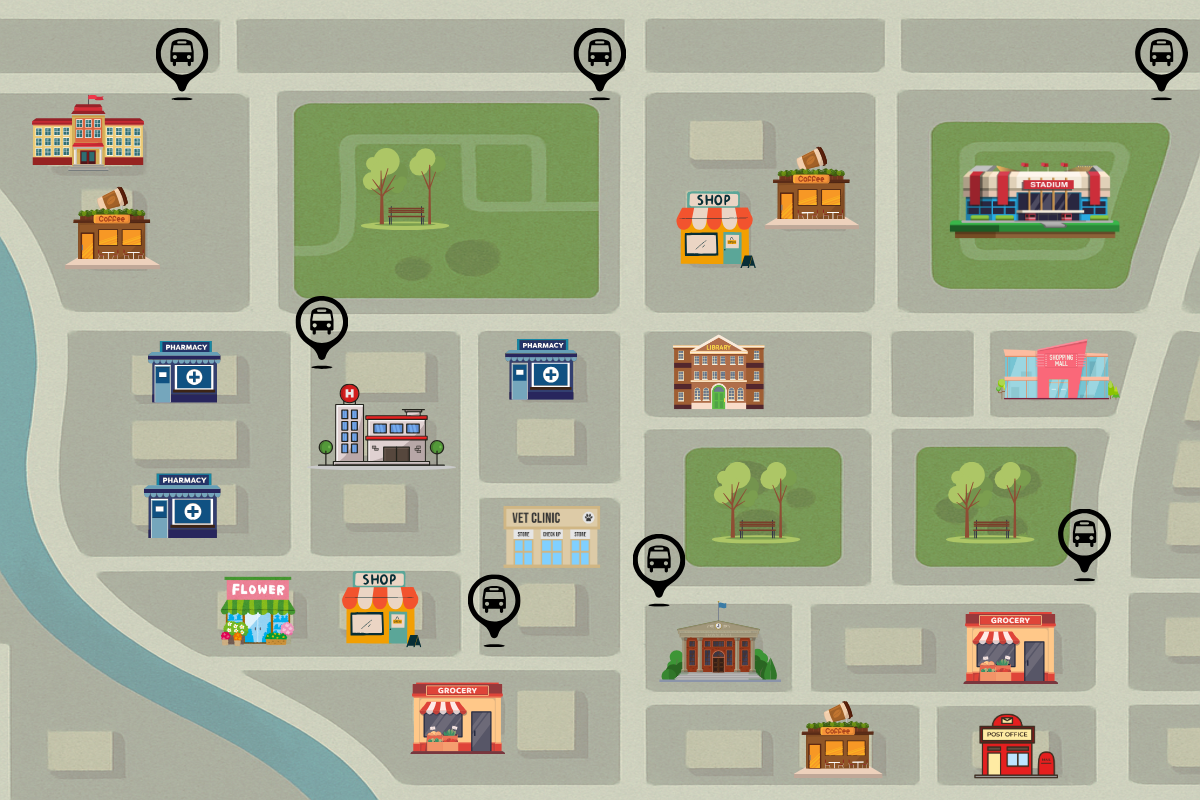 Coffee
SHOP
Coffee
STADIUM
PHARMACY
H
PHARMACY
LIBRARY
SHOPPING
MALL
PHARMACY
VET CLINIC
STORE
CHECK UP
STORE
FLOWER
SHOP
GROCERY
GROCERY
Coffee
POST OFFICE